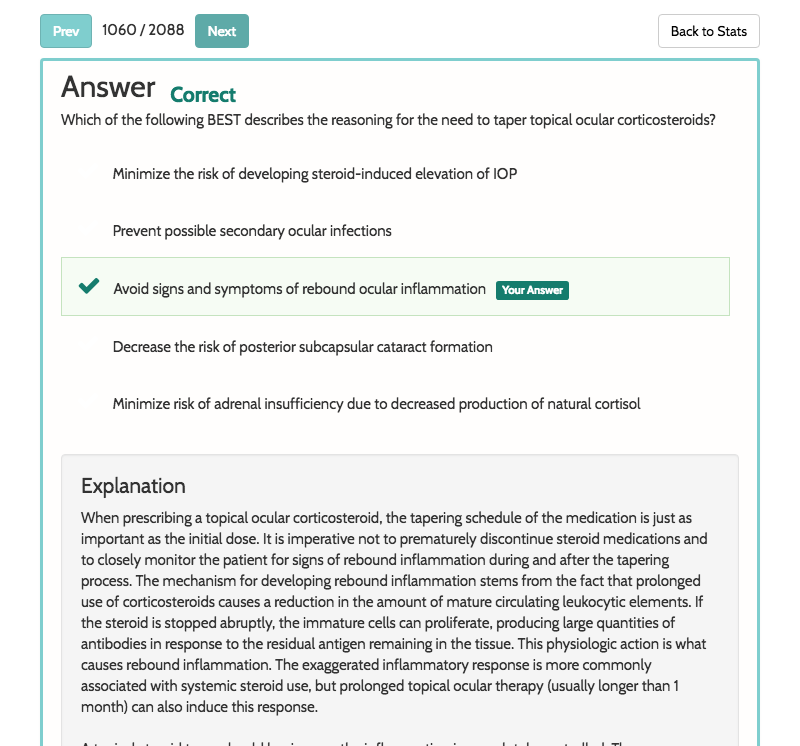 Prev 1060 / 2088 Next Back to Stats
Answer Correct
Which of the following BEST describes the reasoning for the need to taper topical ocular corticosteroids?
Minimize the risk of developing steroid-induced elevation of IOP
Prevent possible secondary ocular infections
Avoid signs and symptoms of rebound ocular inflammation Your Answer
Decrease the risk of posterior subcapsular cataract formation
Minimize risk of adrenal insufficiency due to decreased production of natural cortisol
Explanation
When prescribing a topical ocular corticosteroid, the tapering schedule of the medication is just as
important as the initial dose. It is imperative not to prematurely discontinue steroid medications and
to closely monitor the patient for signs of rebound inflammation during and after the tapering
process. The mechanism for developing rebound inflammation stems from the fact that prolonged
use of corticosteroids causes a reduction in the amount of mature circulating leukocytic elements. If
the steroid is stopped abruptly, the immature cells can proliferate, producing large quantities of
antibodies in response to the residual antigen remaining in the tissue. This physiologic action is what
causes rebound inflammation. The exaggerated inflammatory response is more commonly
associated with systemic steroid use, but prolonged topical ocular therapy (usually longer than 1
month) can also induce this response.